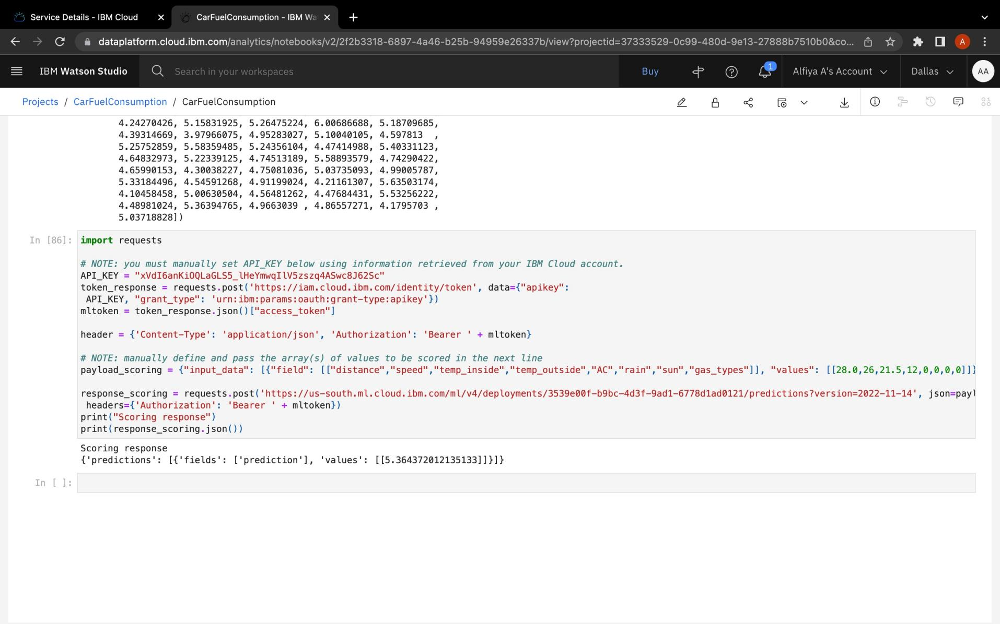 Service Details - IBM Cloud
CarFuelConsumption - IBM Wa
dataplatform.cloud.ibm.com/analytics/notebooks/v2/2f2b3318-6897-4a46-b25b-94959e26337b/view?projectid=37333529-0c99-480d-9e13-27888b7510b0&co...
A
IBM Watson Studio
Search in your workspaces
Buy
1
Alfiya A's Account
Dallas
AA
Projects / CarFuelConsumption / CarFuelConsumption
4.24270426, 5.15831925, 5.26475224, 6.00686688, 5.18709685,
4.39314669, 3.97966075, 4.95283027, 5.10040105, 4.597813  ,
5.25752859, 5.58359485, 5.24356104, 4.47414988, 5.40331123,
4.64832973, 5.22339125, 4.74513189, 5.58893579, 4.74290422,
4.65990153, 4.30038227, 4.75081036, 5.03735093, 4.99005787,
5.33184496, 4.54591268, 4.91199024, 4.21161307, 5.63503174,
4.10458458, 5.00630504, 4.56481262, 4.47684431, 5.53256222,
4.48981024, 5.36394765, 4.9663039 , 4.86557271, 4.1795703 ,
5.03718828])
In [86]:
import requests
# NOTE: you must manually set API_KEY below using information retrieved from your IBM Cloud account.
API_KEY = "xVdI6anKiOQLaGLS5_lHeYmwqIlV5zszq4ASwc8J62Sc"
token_response = requests.post('https://iam.cloud.ibm.com/identity/token', data={"apikey":
API_KEY, "grant_type": 'urn:ibm:params:oauth:grant-type:apikey'})
mltoken = token_response.json()["access_token"]
header = {'Content-Type': 'application/json', 'Authorization': 'Bearer ' + mltoken}
# NOTE: manually define and pass the array(s) of values to be scored in the next line
payload_scoring = {"input_data": [{"field": [["distance","speed","temp_inside","temp_outside","AC","rain","sun","gas_types"]], "values": [[28.0,26,21.5,12,0,0,0,0]]}
response_scoring = requests.post('https://us-south.ml.cloud.ibm.com/ml/v4/deployments/3539e00f-b9bc-4d3f-9ad1-6778d1ad0121/predictions?version=2022-11-14', json=payl
headers={'Authorization': 'Bearer ' + mltoken})
print("Scoring response")
print(response_scoring.json())
Scoring response
{'predictions': [{'fields': ['prediction'], 'values': [[5.364372012135133]]}]}
In [ ]: